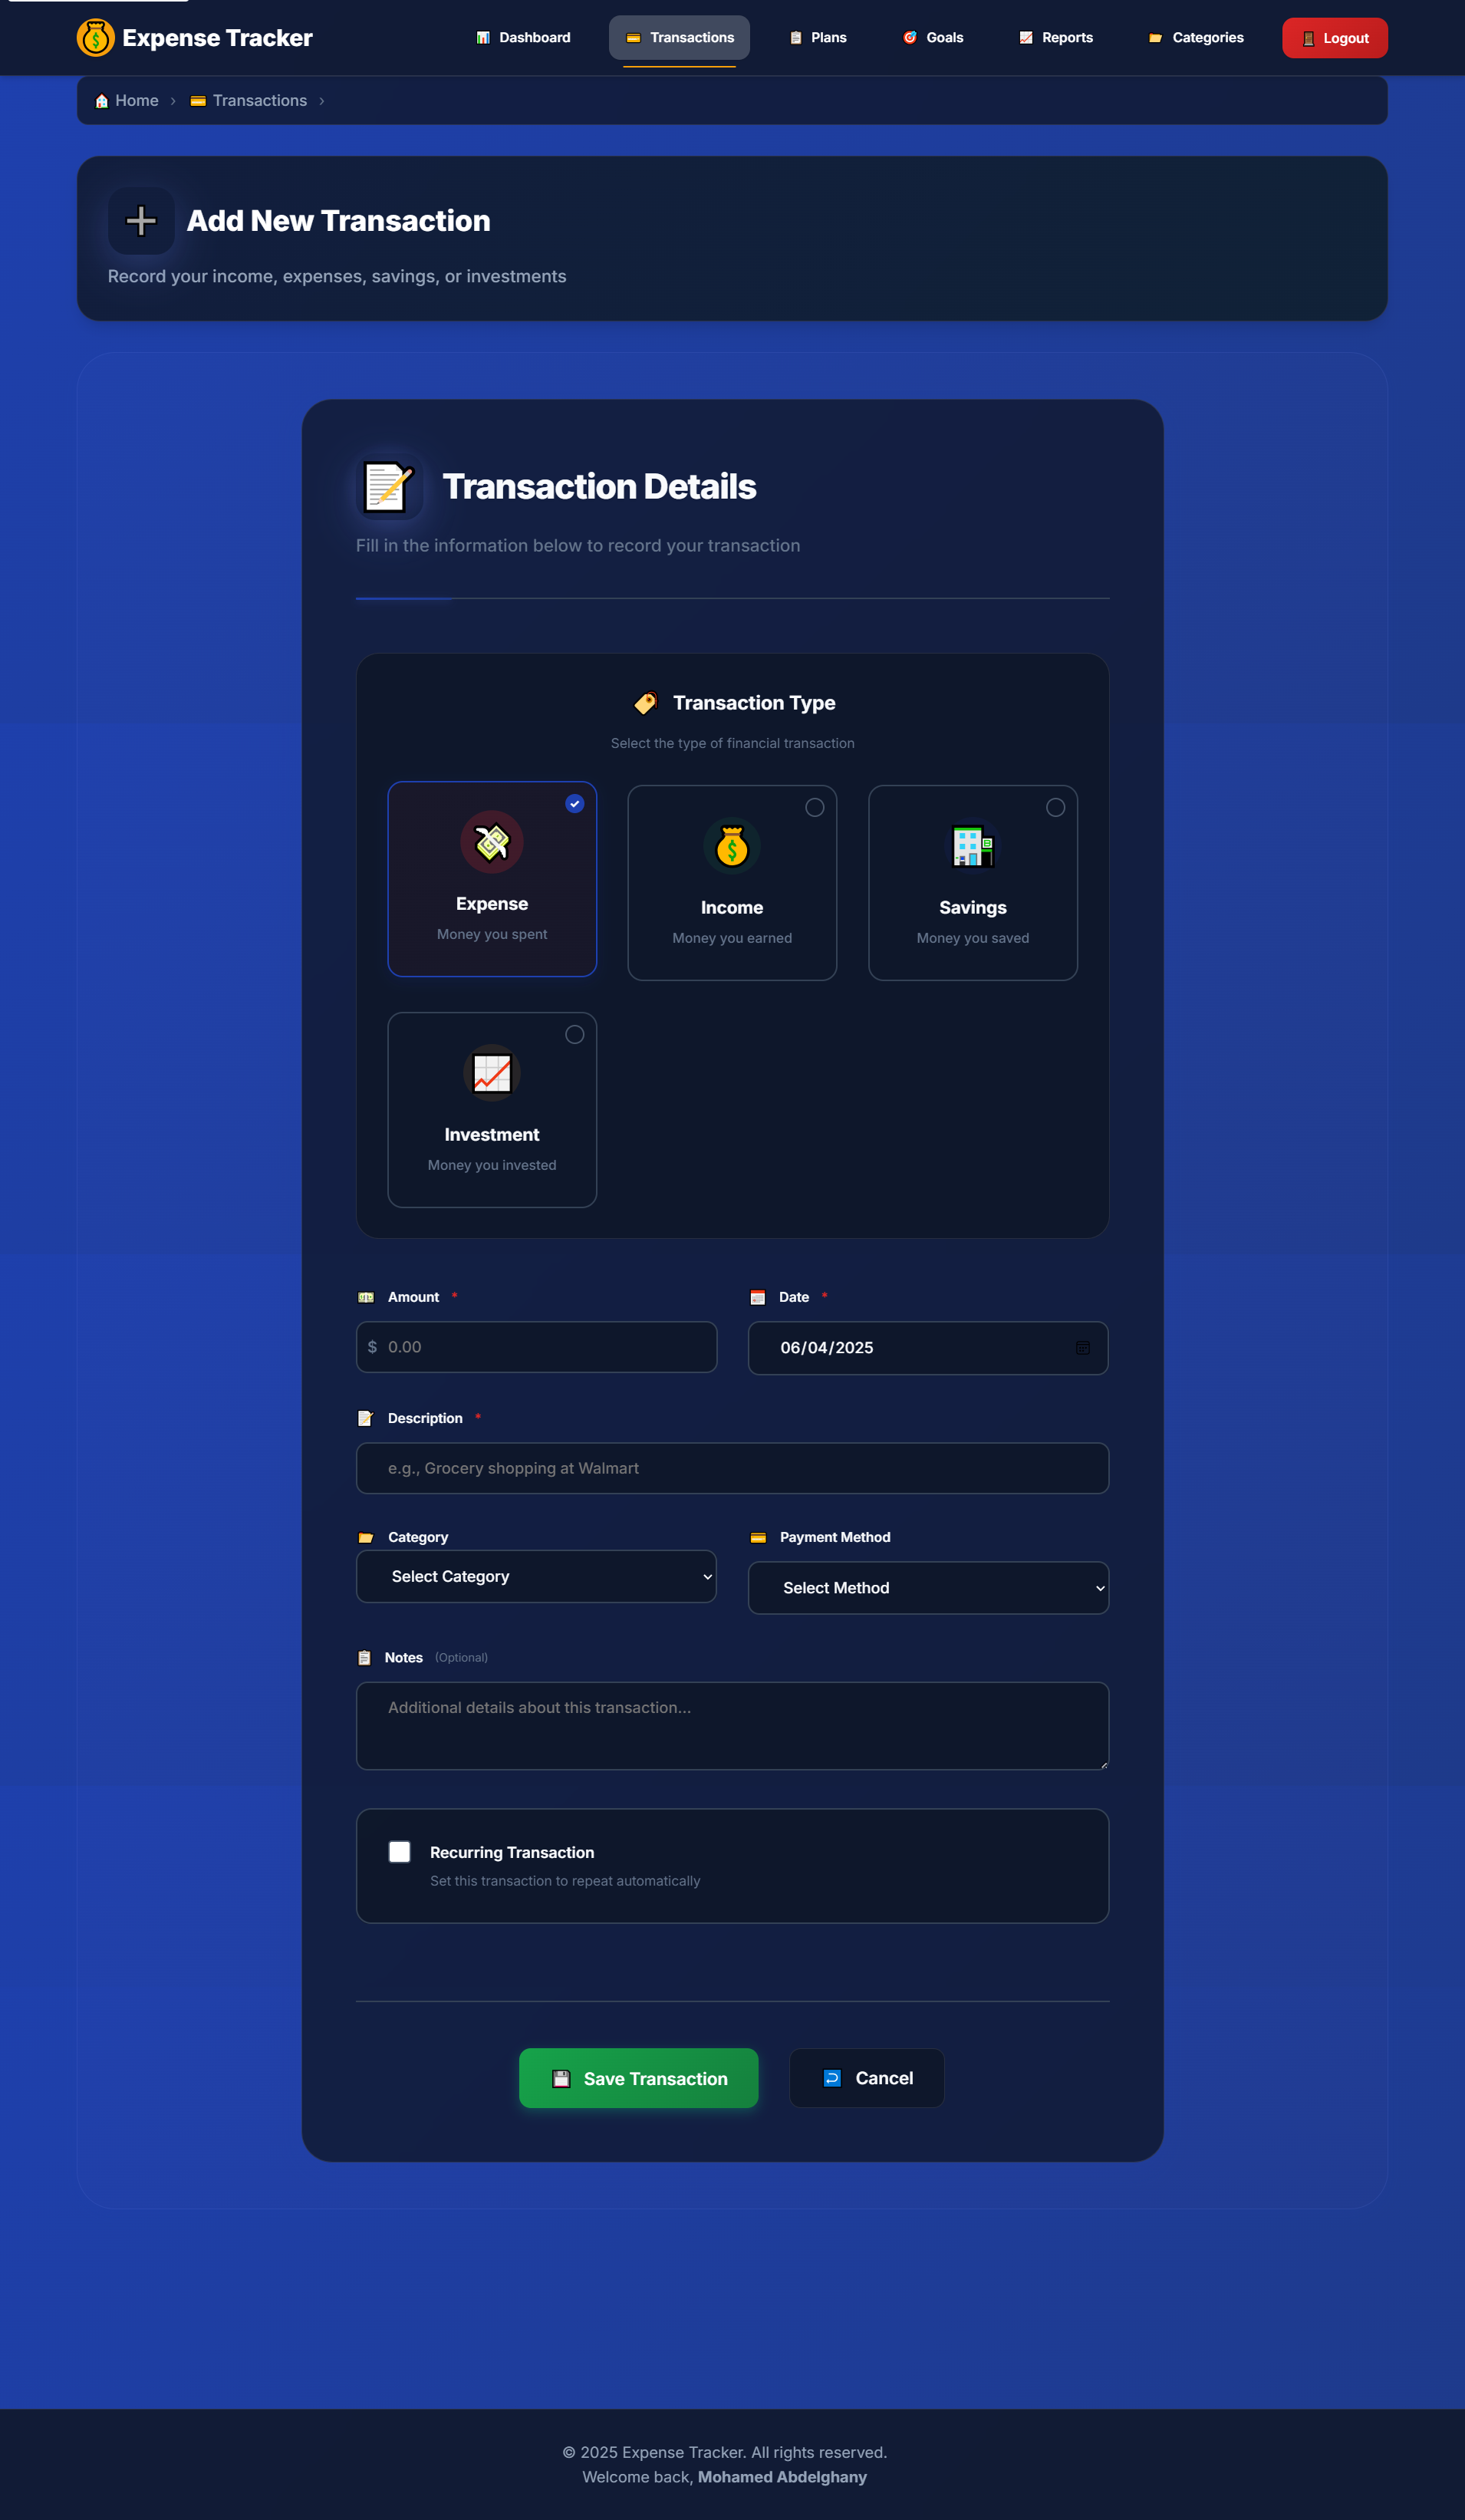 Expense Tracker
Dashboard
Transactions
Plans
Goals
Reports
Categories
Logout
Home › Transactions ›
Add New Transaction
Record your income, expenses, savings, or investments
Transaction Details
Fill in the information below to record your transaction
Transaction Type
Select the type of financial transaction
Expense
Money you spent
Income
Money you earned
Savings
Money you saved
Investment
Money you invested
Amount *
$ 0.00
Date *
06/04/2025
Description *
e.g., Grocery shopping at Walmart
Category
Select Category
Payment Method
Select Method
Notes (Optional)
Additional details about this transaction...
Recurring Transaction
Set this transaction to repeat automatically
Save Transaction
Cancel
© 2025 Expense Tracker. All rights reserved.
Welcome back, Mohamed Abdelghany